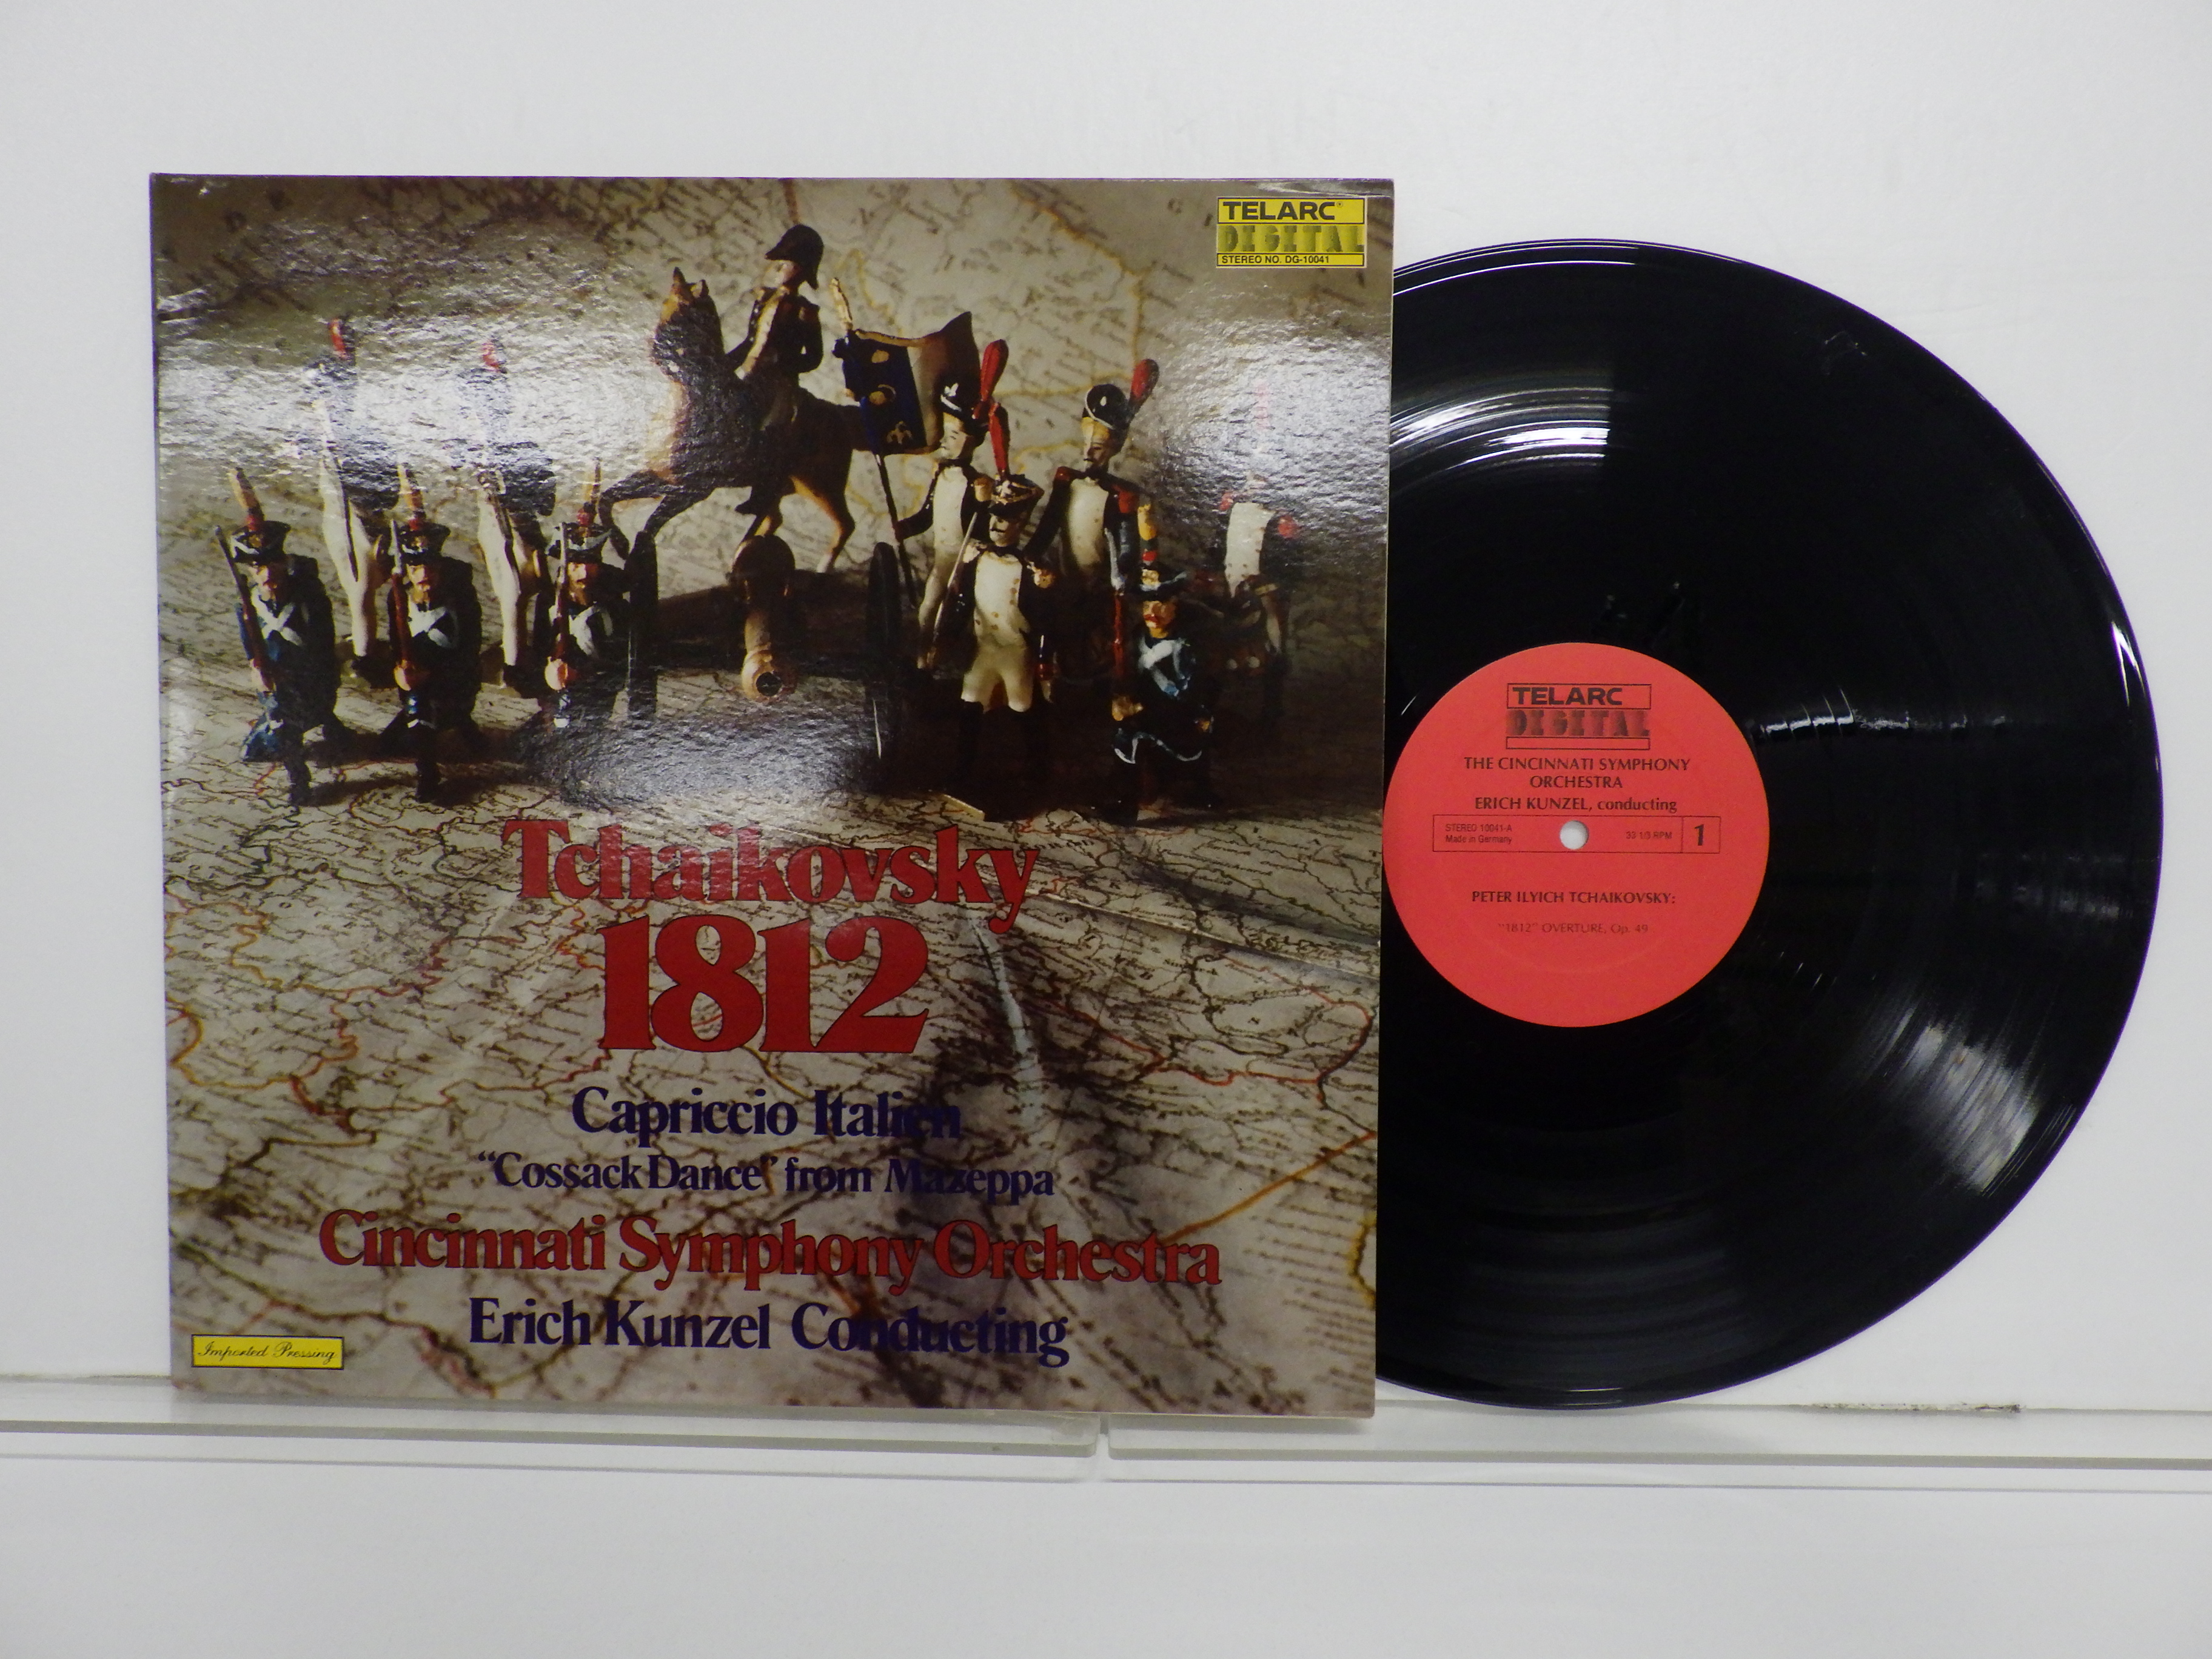 TELARC®
DIGITAL
STEREO NO. DG-10041
Tchaikovsky
1812
Capriccio Italien
"Cossack Dance" from Mazeppa
Cincinnati Symphony Orchestra
Erich Kunzel Conducting
Imported Pressing
TELARC
DIGITAL
THE CINCINNATI SYMPHONY
ORCHESTRA
ERICH KUNZEL, conducting
STEREO 10041-A
Made in Germany
33 1/3 RPM
1
PETER ILYICH TCHAIKOVSKY:
"1812" OVERTURE, Op. 49